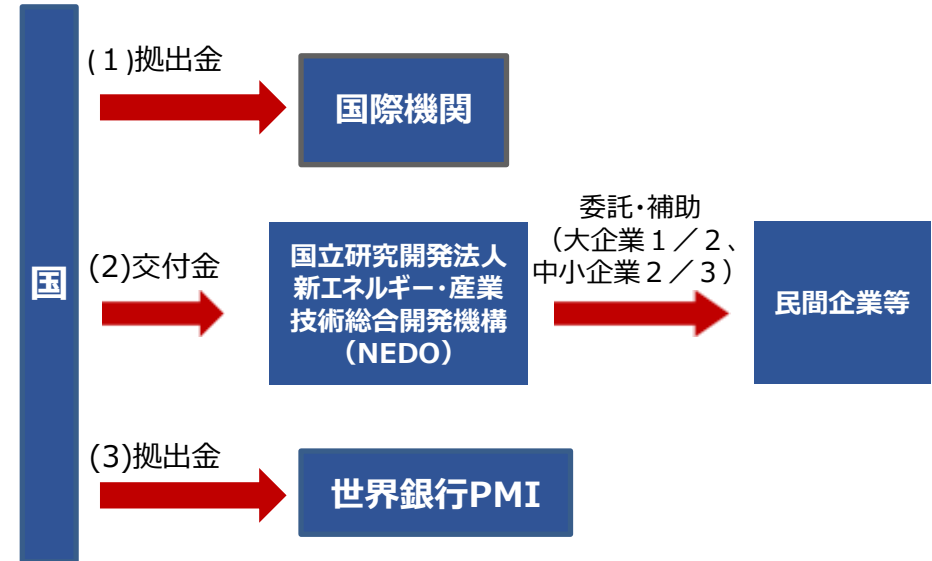 国
(１)拠出金
国際機関
(2)交付金
国立研究開発法人
新エネルギー・産業
技術総合開発機構
（NEDO）
委託・補助
（大企業１／２、
中小企業２／３）
民間企業等
(3)拠出金
世界銀行PMI